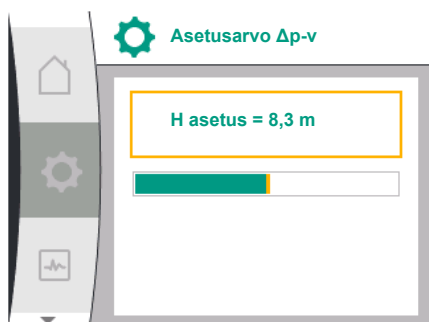 Asetusarvo Δp-v
H asetus = 8,3 m